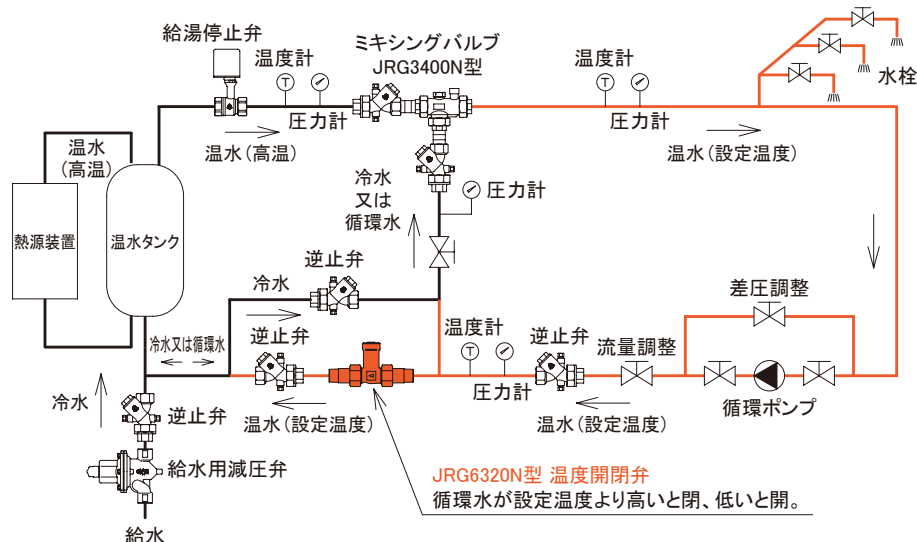 給湯停止弁
温度計
ミキシングバルブ
JRG3400N型
温度計
水栓
圧力計
圧力計
温水(高温)
温水(設定温度)
温水
(高温)
冷水
又は
循環水
圧力計
熱源装置
温水タンク
逆止弁
冷水
差圧調整
冷水又は循環水
逆止弁
温度計
逆止弁
流量調整
圧力計
循環ポンプ
冷水
逆止弁
温水(設定温度)
温水(設定温度)
給水用減圧弁
JRG6320N型 温度開閉弁
循環水が設定温度より高いと閉、低いと開。
給水
T
T
T